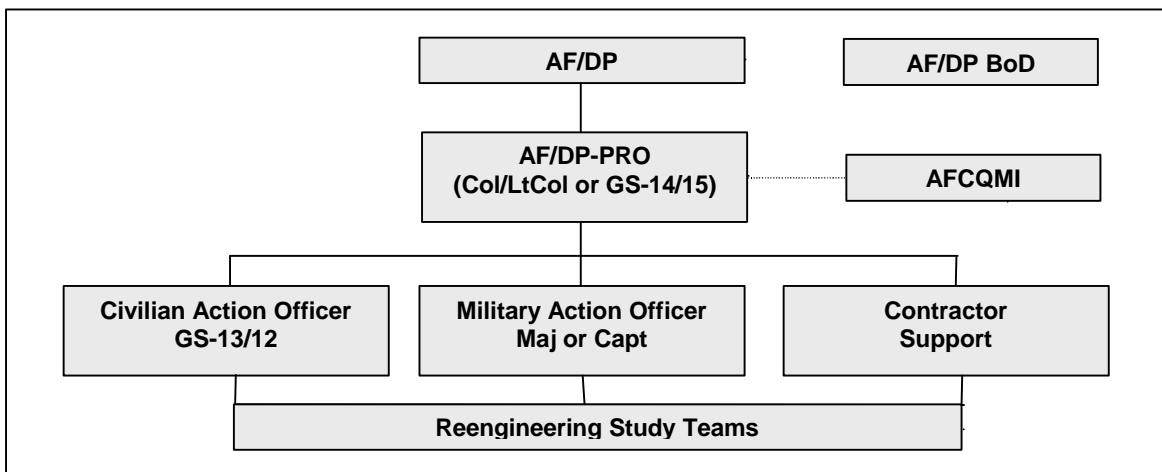 AF/DP
AF/DP BoD
AF/DP-PRO
(Col/LtCol or GS-14/15)
AFCQMI
Civilian Action Officer
GS-13/12
Military Action Officer
Maj or Capt
Contractor
Support
Reengineering Study Teams